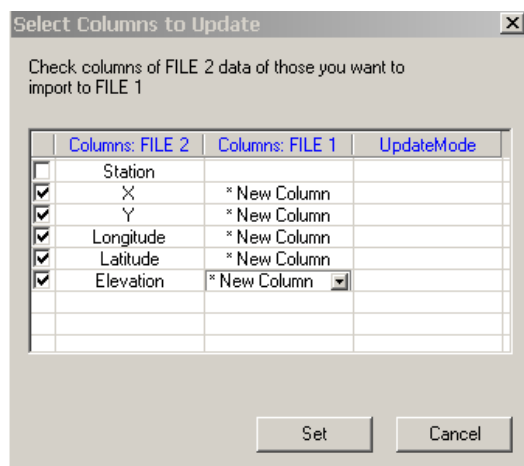 Select Columns to Update
Check columns of FILE 2 data of those you want to
import to FILE 1
Columns: FILE 2 Columns: FILE 1 UpdateMode
Station
X * New Column
Y * New Column
Longitude * New Column
Latitude * New Column
Elevation * New Column
Set Cancel